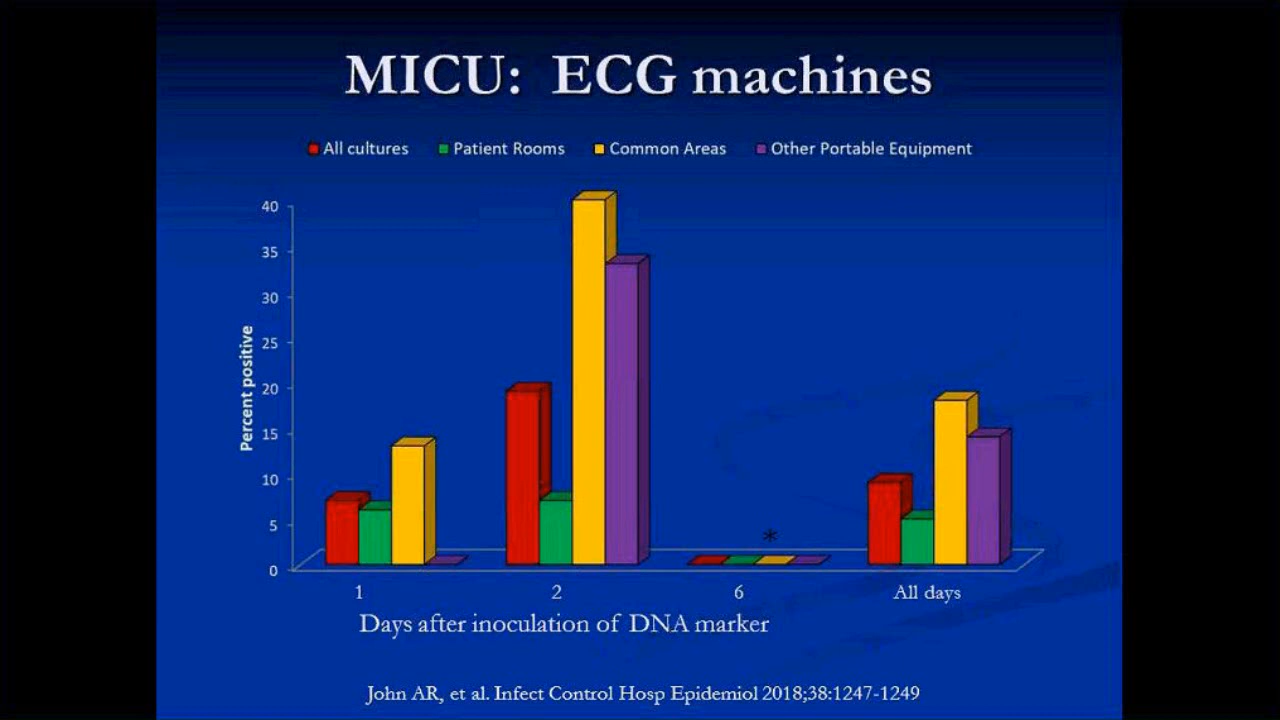 MICU: ECG machines
All cultures Patient Rooms Common Areas Other Portable Equipment
40
35
30
25
20
15
10
5
0
Percent positive
*
1 2 6 All days
Days after inoculation of DNA marker
John AR, et al. Infect Control Hosp Epidemiol 2018;38:1247-1249